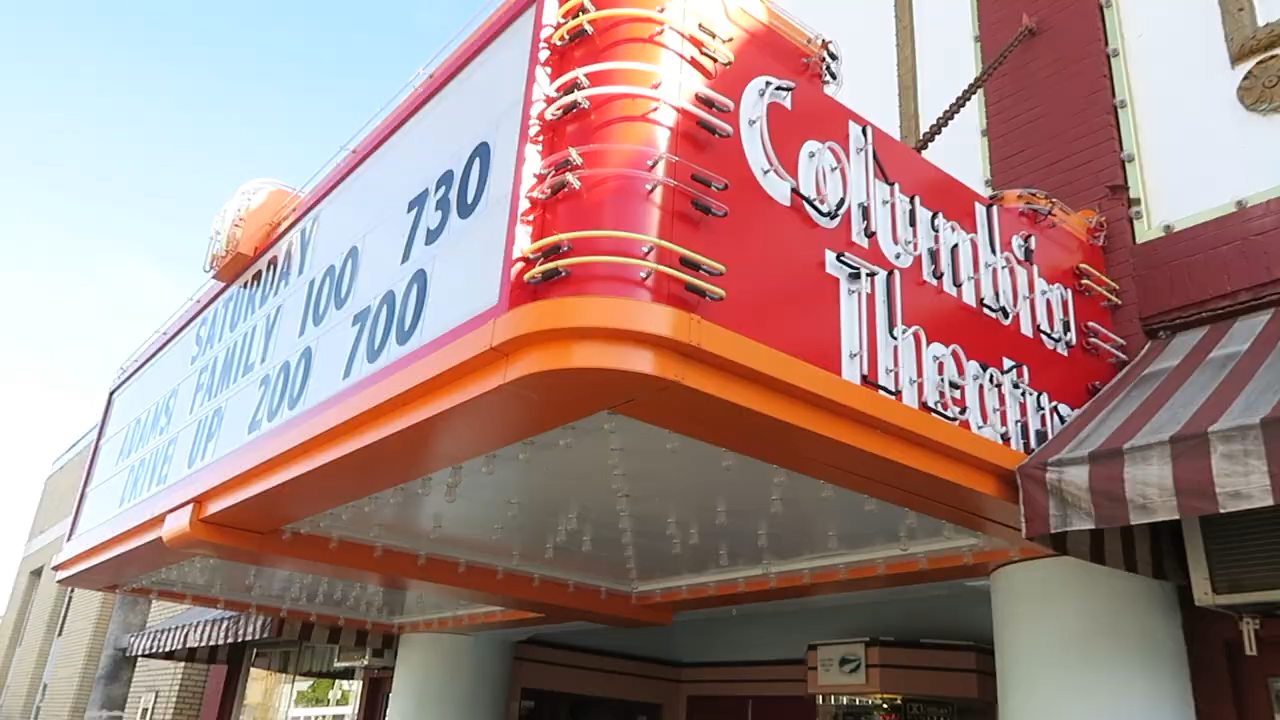 SATURDAY
ADAMS FAMILY 100 730
DRIVE UP 200 700
Columbia
Theatre